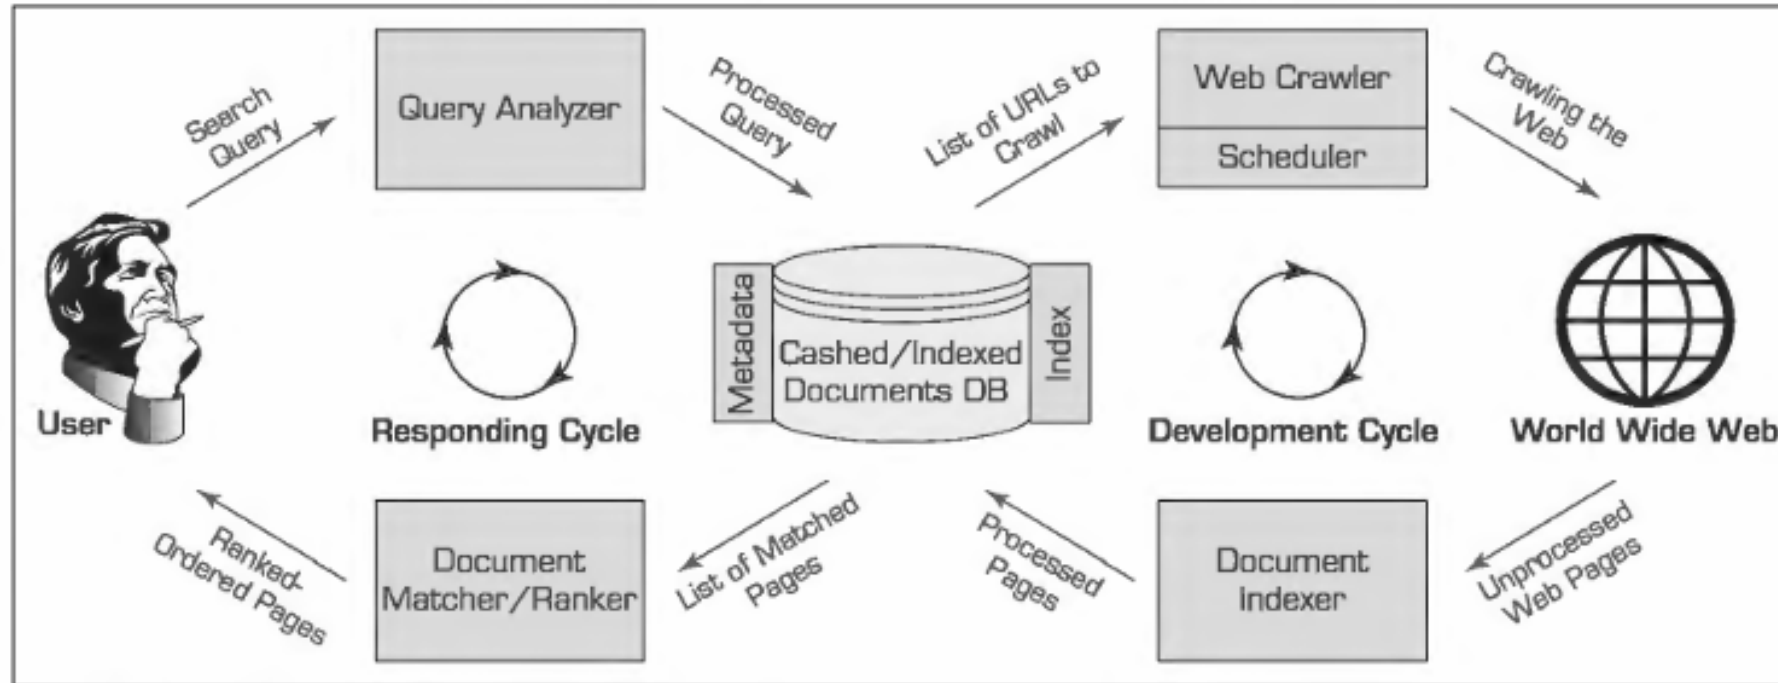 Search
Query
Query Analyzer
Processed
Query
List of URLs to
Crawl
Web Crawler
Scheduler
Crawling the
Web
User
Responding Cycle
Metadata
Cashed/Indexed
Documents DB
Index
Development Cycle
World Wide Web
Ranked-
Ordered Pages
Document
Matcher/Ranker
List of Matched
Pages
Processed
Pages
Document
Indexer
Unprocessed
Web Pages